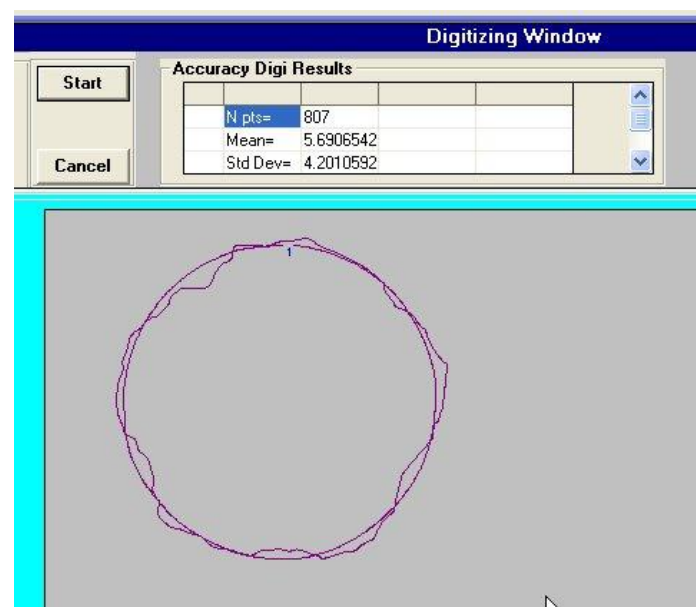 Digitizing Window
Start
Accuracy Digi Results
N pts= 807
Mean= 5.6906542
Cancel
Std Dev= 4.2010592
1